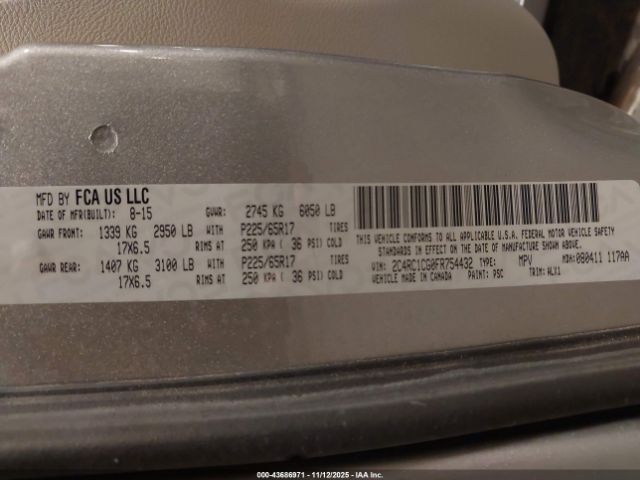 MFD BY FCA US LLC
DATE OF MFR(BUILT): 8-15 GVWR: 2745 KG 6050 LB
GAWR FRONT: 1339 KG 2950 LB WITH P225/65R17 TIRES
17X6.5 RIMS AT 250 KPA ( 36 PSI) COLD
GAWR REAR: 1407 KG 3100 LB WITH P225/65R17 TIRES
17X6.5 RIMS AT 250 KPA ( 36 PSI) COLD
THIS VEHICLE CONFORMS TO ALL APPLICABLE U.S.A. FEDERAL MOTOR VEHICLE SAFETY
STANDARDS IN EFFECT ON THE DATE OF MANUFACTURE SHOWN ABOVE.
VIN: 2C4RC1CG0FR754432 TYPE: MPV MDH: 080411 117AA
VEHICLE MADE IN CANADA PAINT: PSC TRIM: ALX1
000-43686971 - 11/12/2025 - IAA Inc.